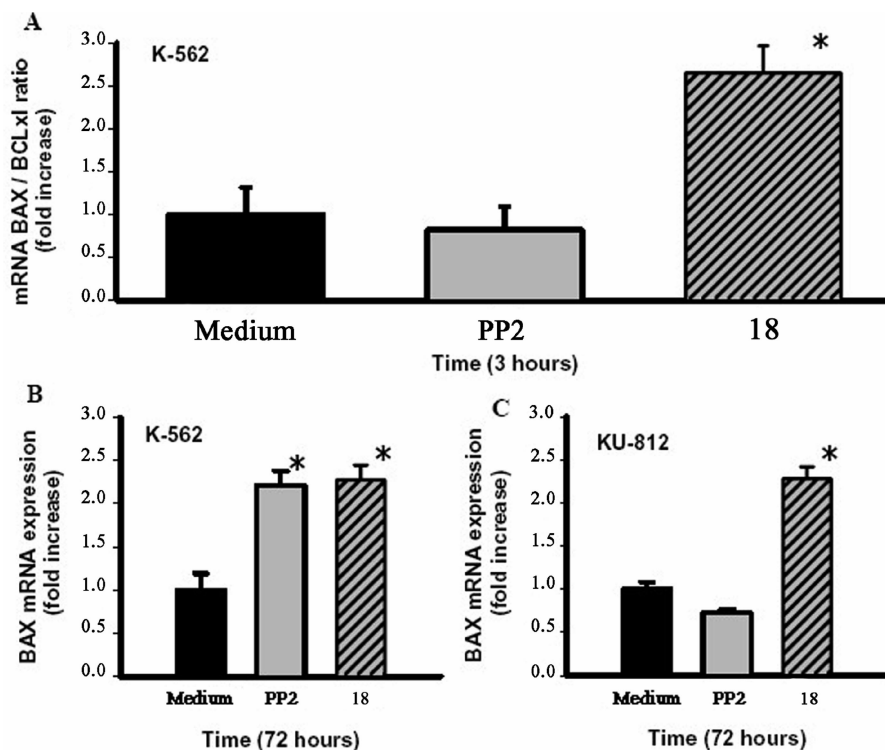 A
K-562
mRNA BAX / BCLxl ratio
(fold increase)
3.0
2.5
2.0
1.5
1.0
0.5
0.0
*
Medium PP2 18
Time (3 hours)
B
K-562
BAX mRNA expression
(fold increase)
3.0
2.5
2.0
1.5
1.0
0.5
0.0
* *
Medium PP2 18
Time (72 hours)
C
KU-812
BAX mRNA expression
(fold increase)
3.0
2.5
2.0
1.5
1.0
0.5
0.0
*
Medium PP2 18
Time (72 hours)